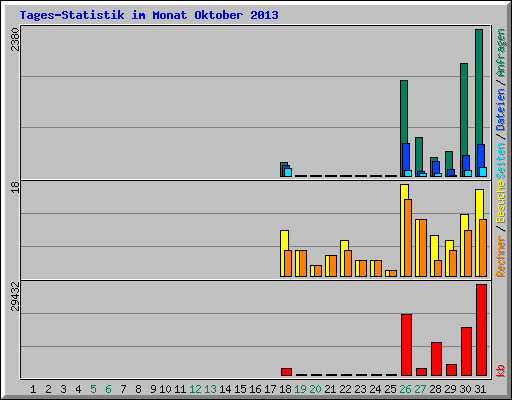 Tages-Statistik im Monat Oktober 2013
2380
18
29432
Rechner / Besuche Seiten / Dateien / Anfragen
kb
1 2 3 4 5 6 7 8 9 10 11 12 13 14 15 16 17 18 19 20 21 22 23 24 25 26 27 28 29 30 31